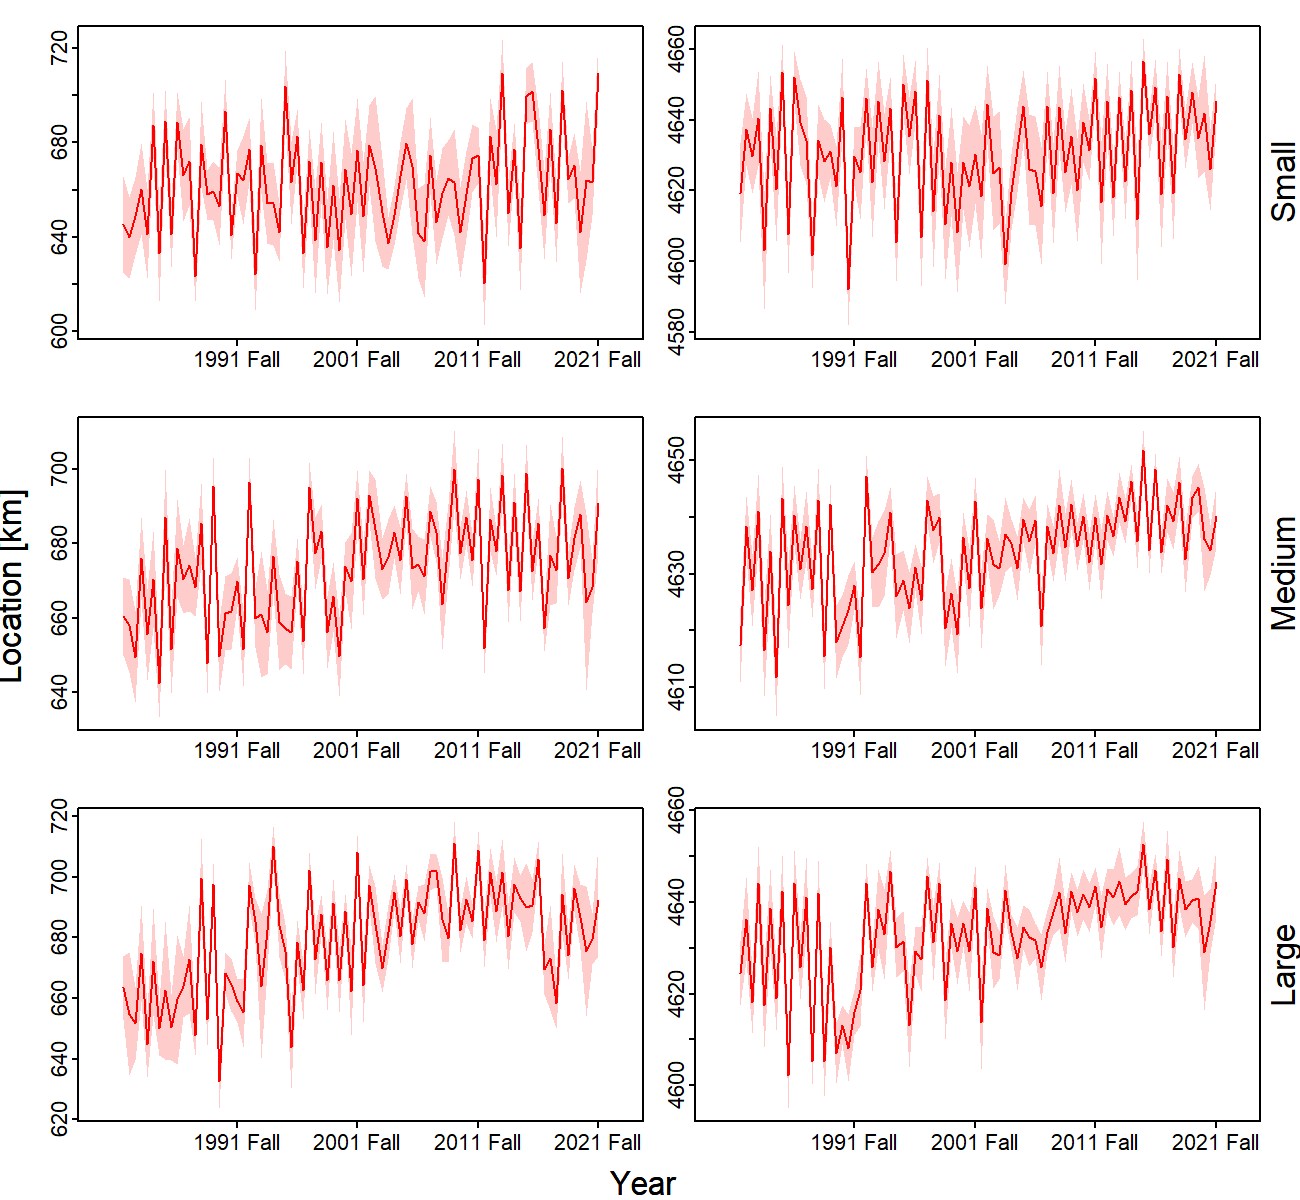 720
680
640
600
1991 Fall
2001 Fall
2011 Fall
2021 Fall
4660
4640
4620
4600
4580
1991 Fall
2001 Fall
2011 Fall
2021 Fall
Small
Location [km]
700
680
660
640
1991 Fall
2001 Fall
2011 Fall
2021 Fall
4650
4630
4610
1991 Fall
2001 Fall
2011 Fall
2021 Fall
Medium
720
700
680
660
640
620
1991 Fall
2001 Fall
2011 Fall
2021 Fall
4660
4640
4620
4600
1991 Fall
2001 Fall
2011 Fall
2021 Fall
Large
Year